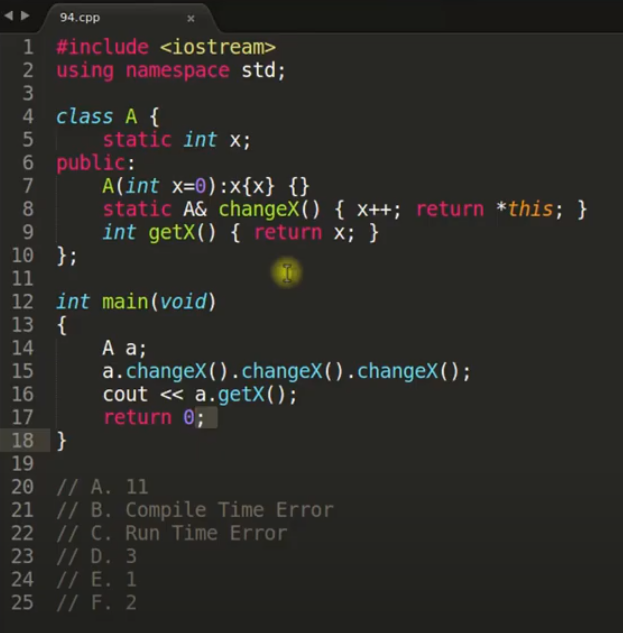 94.cpp
1 #include <iostream>
2 using namespace std;
3
4 class A {
5     static int x;
6 public:
7     A(int x=0):x{x} {}
8     static A& changeX() { x++; return *this; }
9     int getX() { return x; }
10 };
11
12 int main(void)
13 {
14     A a;
15     a.changeX().changeX().changeX();
16     cout << a.getX();
17     return 0;
18 }
19
20 // A. 11
21 // B. Compile Time Error
22 // C. Run Time Error
23 // D. 3
24 // E. 1
25 // F. 2